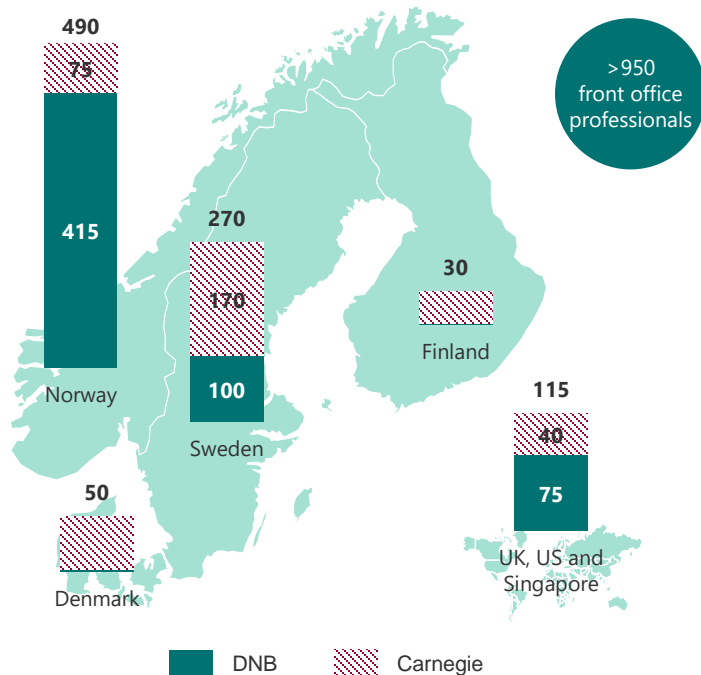 490
75
415
Norway
>950
front office
professionals
270
170
100
Sweden
30
Finland
115
40
75
UK, US and
Singapore
50
Denmark
DNB
Carnegie